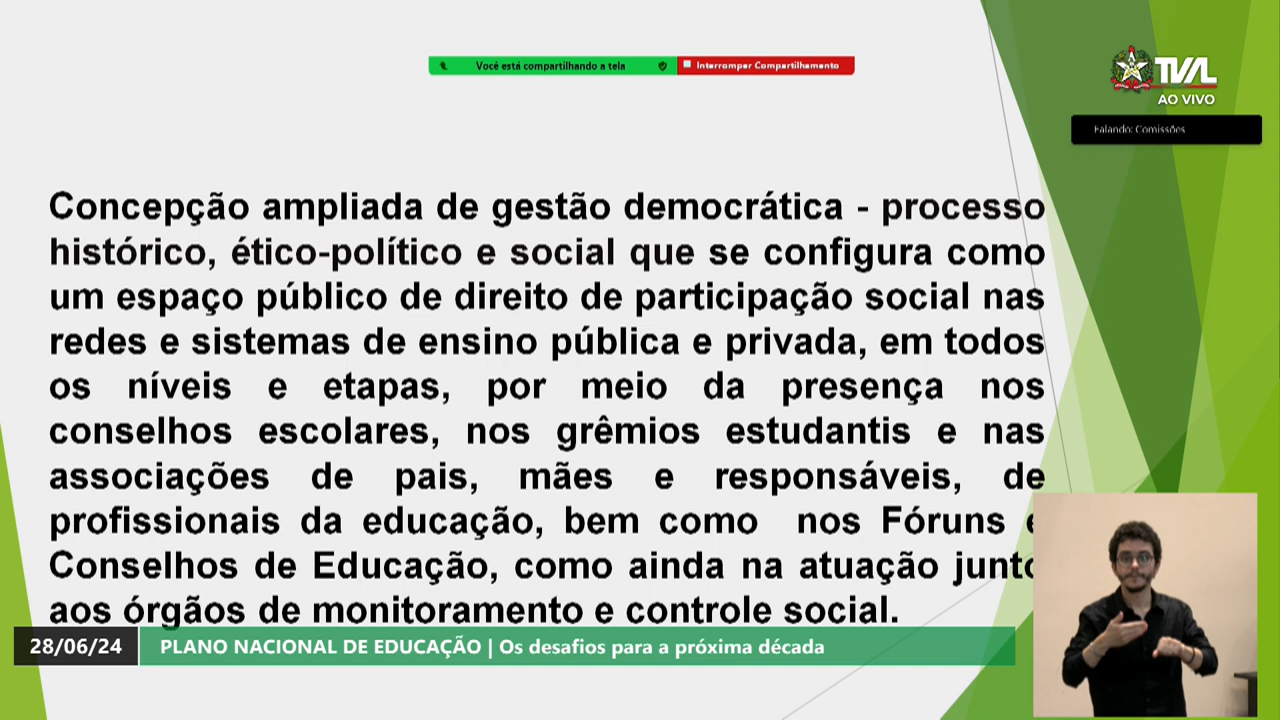 Você está compartilhando a tela
Interromper Compartilhamento
TVAL
AO VIVO
Falando: Comissões
Concepção ampliada de gestão democrática - processo
histórico, ético-político e social que se configura como
um espaço público de direito de participação social nas
redes e sistemas de ensino pública e privada, em todos
os níveis e etapas, por meio da presença nos
conselhos escolares, nos grêmios estudantis e nas
associações de pais, mães e responsáveis, de
profissionais da educação, bem como nos Fóruns e
Conselhos de Educação, como ainda na atuação junto
aos órgãos de monitoramento e controle social.
28/06/24
PLANO NACIONAL DE EDUCAÇÃO | Os desafios para a próxima década